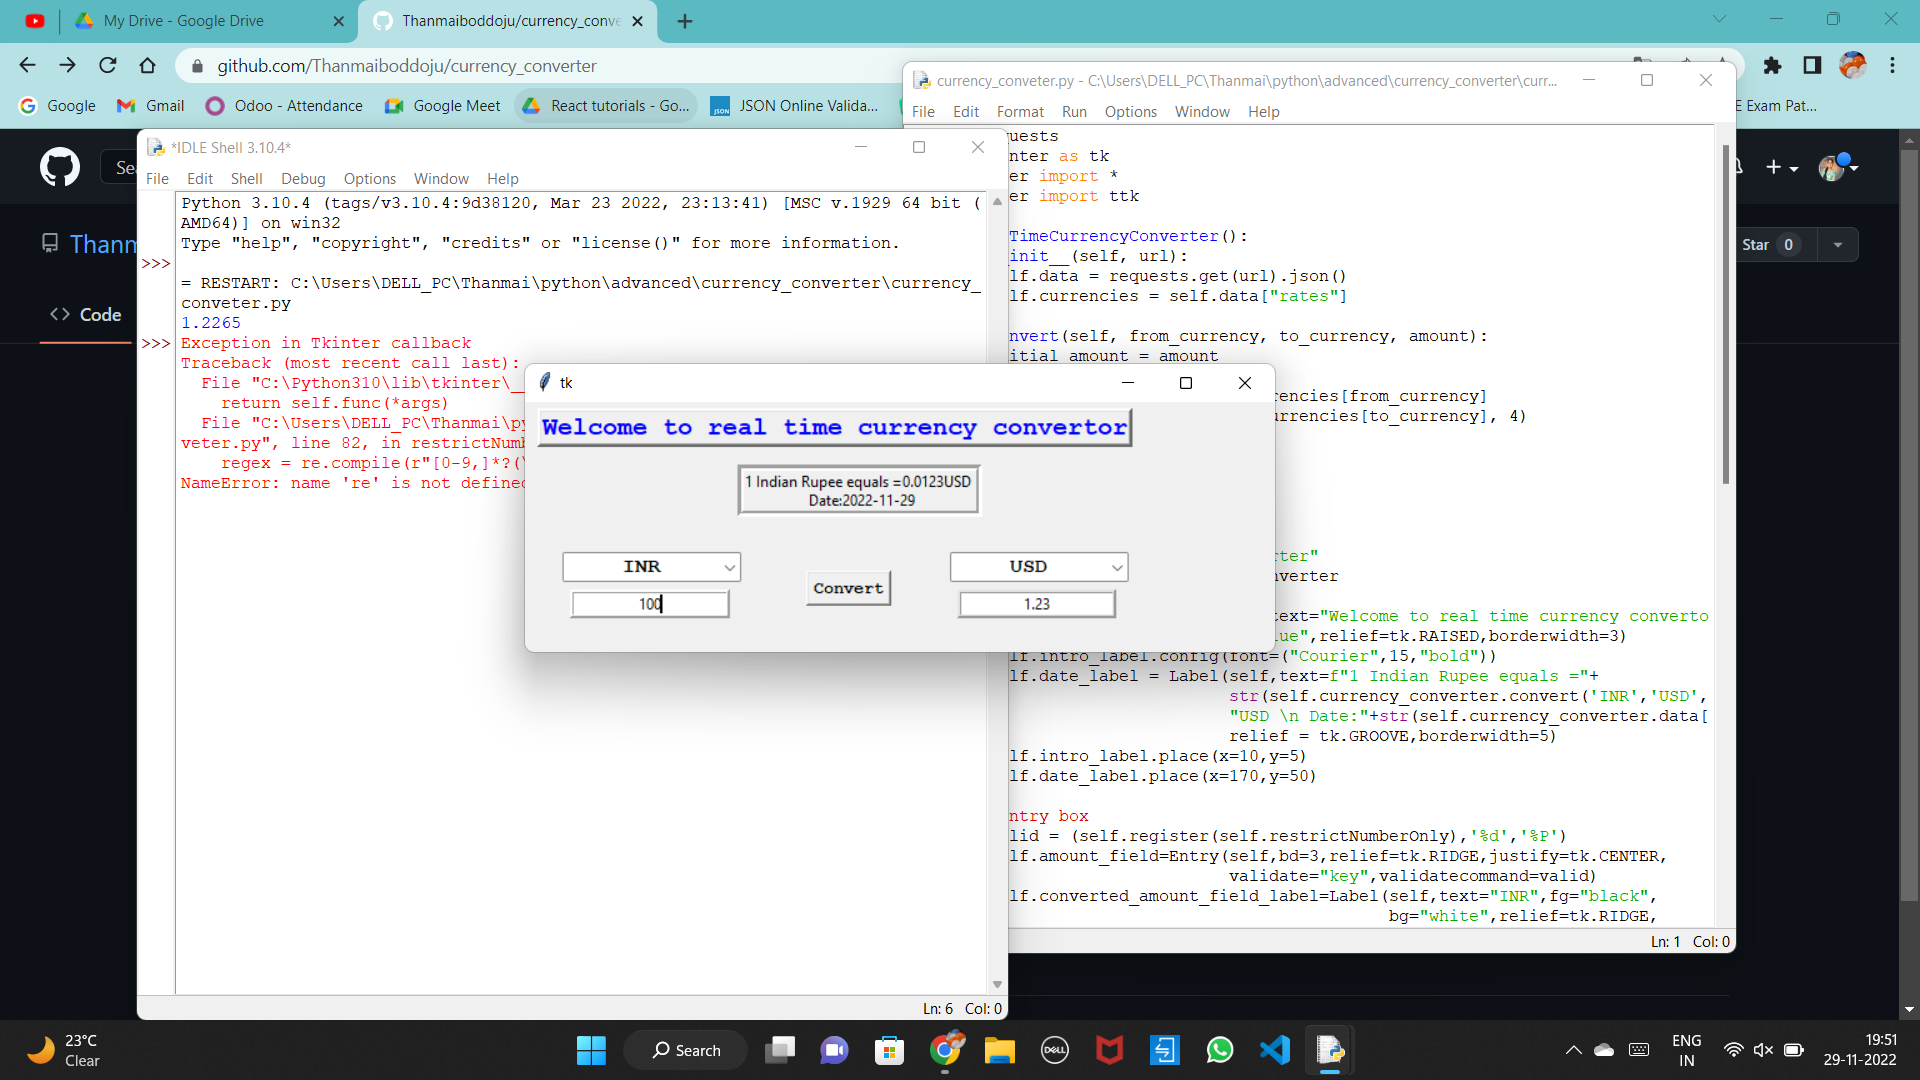 My Drive - Google Drive
Thanmaiboddoju/currency_conve
github.com/Thanmaiboddoju/currency_converter
Google
Gmail
Odoo - Attendance
Google Meet
React tutorials - Go...
JSON Online Valida...
E Exam Pat...
Sea
Thanm
Code
Star 0
currency_conveter.py - C:\Users\DELL_PC\Thanmai\python\advanced\currency_converter\curr...
File Edit Format Run Options Window Help
uests
nter as tk
er import *
er import ttk
TimeCurrencyConverter():
init__(self, url):
lf.data = requests.get(url).json()
lf.currencies = self.data["rates"]
nvert(self, from_currency, to_currency, amount):
itial_amount = amount
rencies[from_currency]
urrencies[to_currency], 4)
rter"
verter
text="Welcome to real time currency converto
ue",relief=tk.RAISED,borderwidth=3)
lf.intro_label.config(font=("Courier",15,"bold"))
lf.date_label = Label(self,text=f"1 Indian Rupee equals ="+
str(self.currency_converter.convert('INR','USD',
"USD \n Date:"+str(self.currency_converter.data[
relief = tk.GROOVE,borderwidth=5)
lf.intro_label.place(x=10,y=5)
lf.date_label.place(x=170,y=50)
ntry box
lid = (self.register(self.restrictNumberOnly),'%d','%P')
lf.amount_field=Entry(self,bd=3,relief=tk.RIDGE,justify=tk.CENTER,
validate="key",validatecommand=valid)
lf.converted_amount_field_label=Label(self,text="INR",fg="black",
bg="white",relief=tk.RIDGE,
Ln: 1 Col: 0
*IDLE Shell 3.10.4*
File Edit Shell Debug Options Window Help
Python 3.10.4 (tags/v3.10.4:9d38120, Mar 23 2022, 23:13:41) [MSC v.1929 64 bit (
AMD64)] on win32
Type "help", "copyright", "credits" or "license()" for more information.
>>>
= RESTART: C:\Users\DELL_PC\Thanmai\python\advanced\currency_converter\currency_
conveter.py
1.2265
>>> Exception in Tkinter callback
Traceback (most recent call last):
File "C:\Python310\lib\tkinter\__
return self.func(*args)
File "C:\Users\DELL_PC\Thanmai\py
veter.py", line 82, in restrictNumb
regex = re.compile(r"[0-9,]*?(\
NameError: name 're' is not defined
Ln: 6 Col: 0
tk
Welcome to real time currency convertor
1 Indian Rupee equals =0.0123USD
Date:2022-11-29
INR
USD
Convert
100
1.23
23°C
Clear
Search
DELL
ENG
IN
19:51
29-11-2022